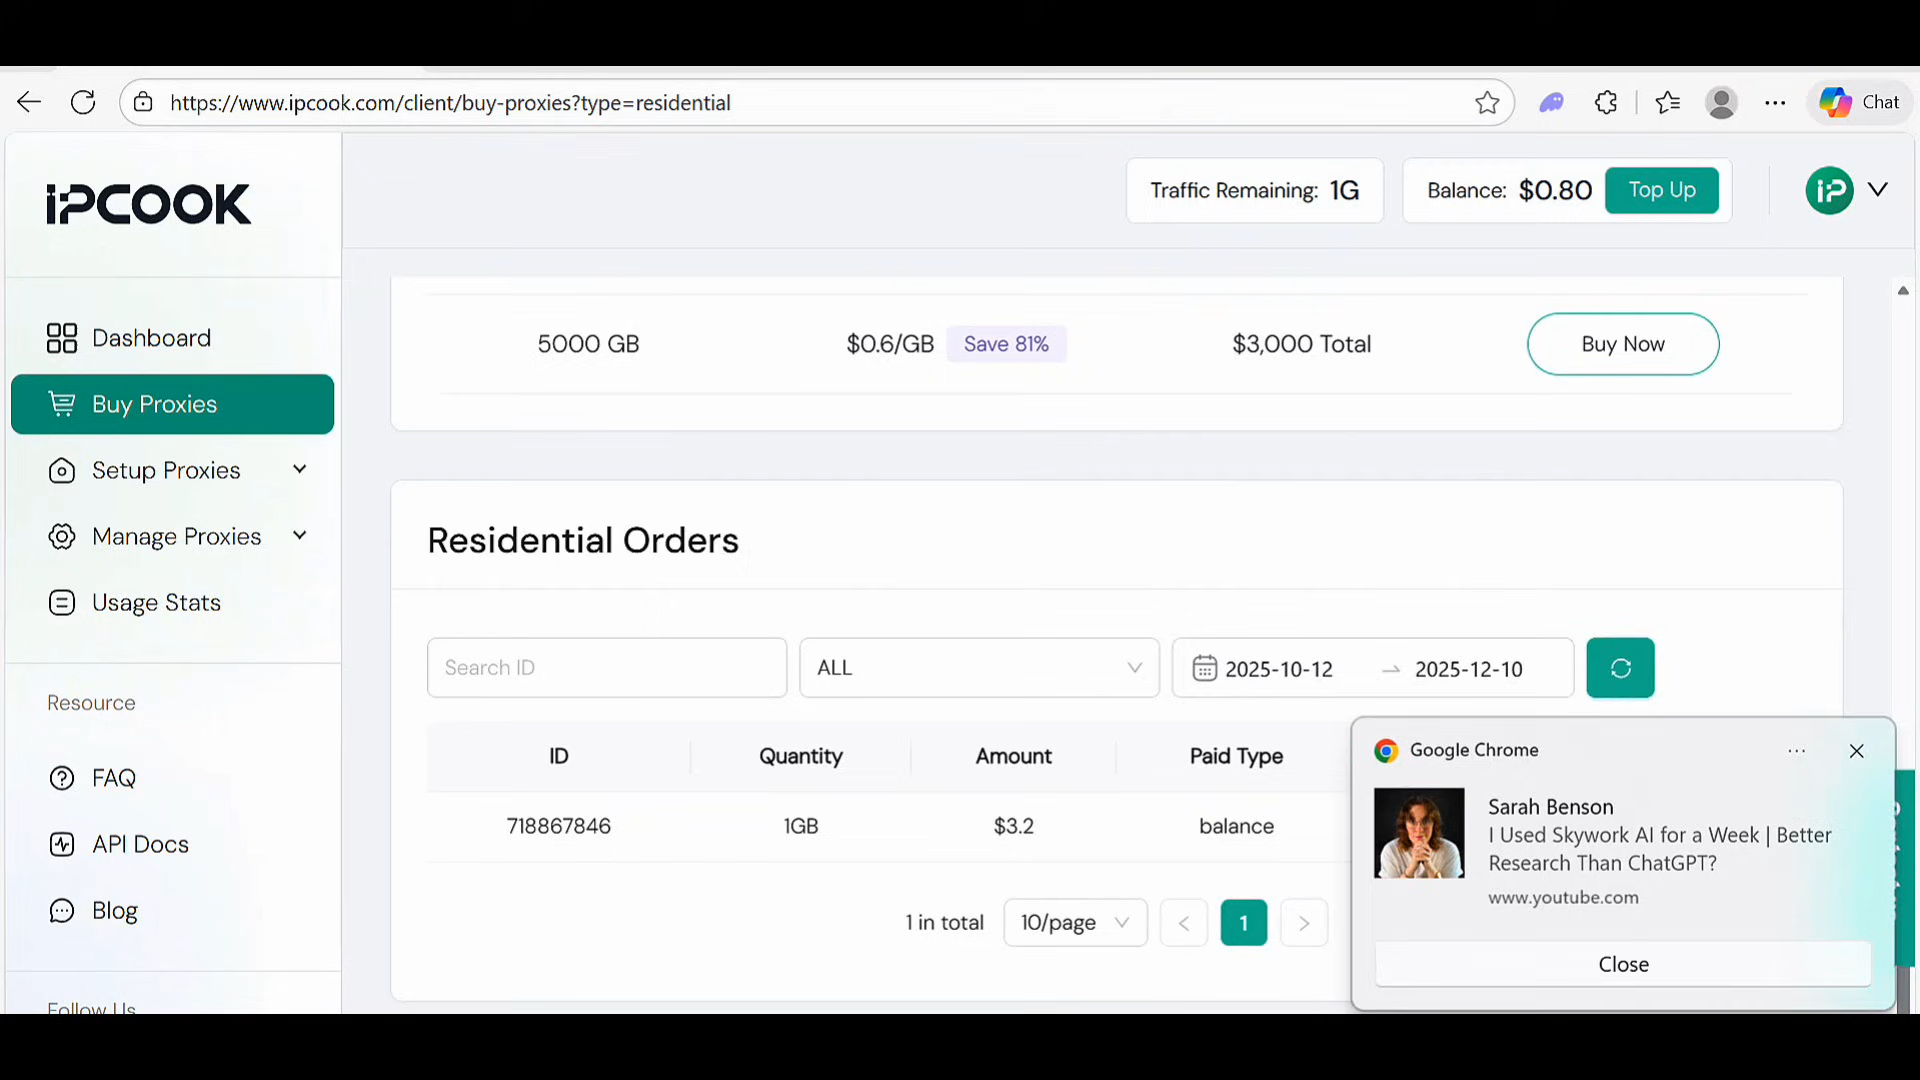 https://www.ipcook.com/client/buy-proxies?type=residential
Chat
iPCOOK
Traffic Remaining: 1G
Balance: $0.80
Top Up
iP
Dashboard
Buy Proxies
Setup Proxies
Manage Proxies
Usage Stats
Resource
FAQ
API Docs
Blog
Follow Us
5000 GB
$0.6/GB
Save 81%
$3,000 Total
Buy Now
Residential Orders
Search ID
ALL
2025-10-12
2025-12-10
ID
Quantity
Amount
Paid Type
718867846
1GB
$3.2
balance
1 in total
10/page
1
Google Chrome
Sarah Benson
I Used Skywork AI for a Week | Better
Research Than ChatGPT?
www.youtube.com
Close